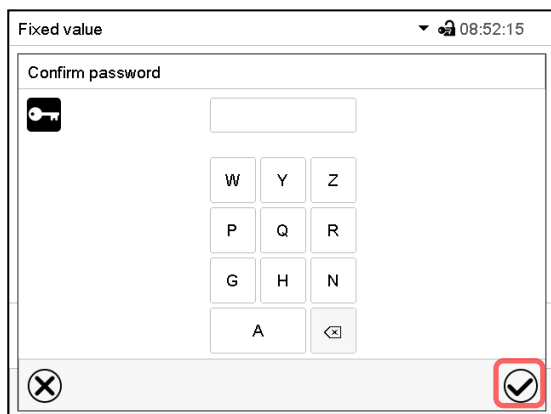 Fixed value 08:52:15
Confirm password
W Y Z
P Q R
G H N
A